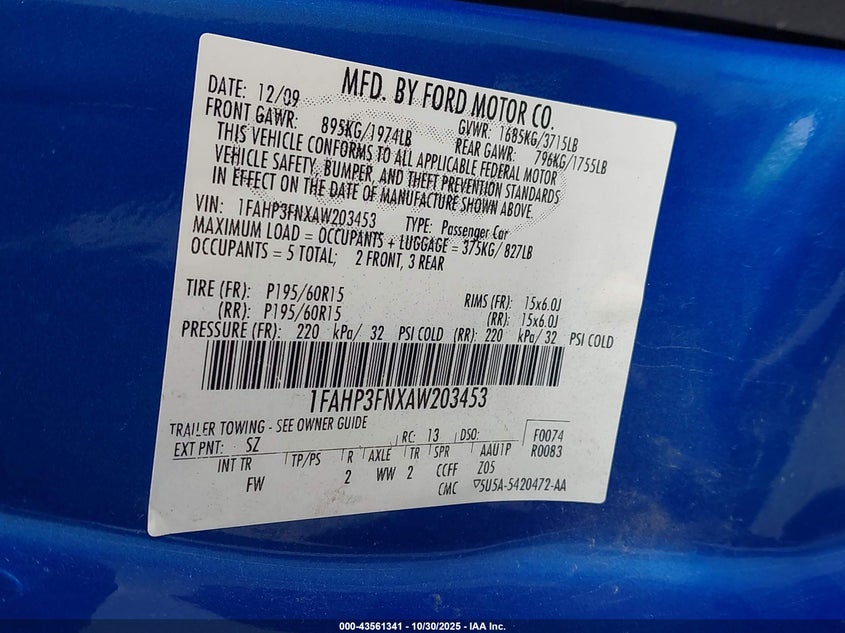 MFD. BY FORD MOTOR CO.
DATE: 12/09
GVWR: 1685KG/3715LB
FRONT GAWR: 895KG/1974LB
REAR GAWR: 796KG/1755LB
THIS VEHICLE CONFORMS TO ALL APPLICABLE FEDERAL MOTOR
VEHICLE SAFETY, BUMPER, AND THEFT PREVENTION STANDARDS
IN EFFECT ON THE DATE OF MANUFACTURE SHOWN ABOVE.
VIN: 1FAHP3FNXAW203453 TYPE: Passenger Car
MAXIMUM LOAD = OCCUPANTS + LUGGAGE = 375KG/ 827LB
OCCUPANTS = 5 TOTAL; 2 FRONT, 3 REAR
TIRE (FR): P195/60R15 RIMS (FR): 15x6.0J
(RR): P195/60R15 (RR): 15x6.0J
PRESSURE (FR): 220 kPa/ 32 PSI COLD (RR): 220 kPa/ 32 PSI COLD
1FAHP3FNXAW203453
TRAILER TOWING - SEE OWNER GUIDE
EXT PNT: SZ RC: 13 DSO: F0074
INT TR TP/PS R AXLE TR SPR AAU1P R0083
FW 2 WW 2 CCFF Z05
CMC ▽5U5A-5420472-AA
000-43561341 | 10/30/2025 - IAA Inc.